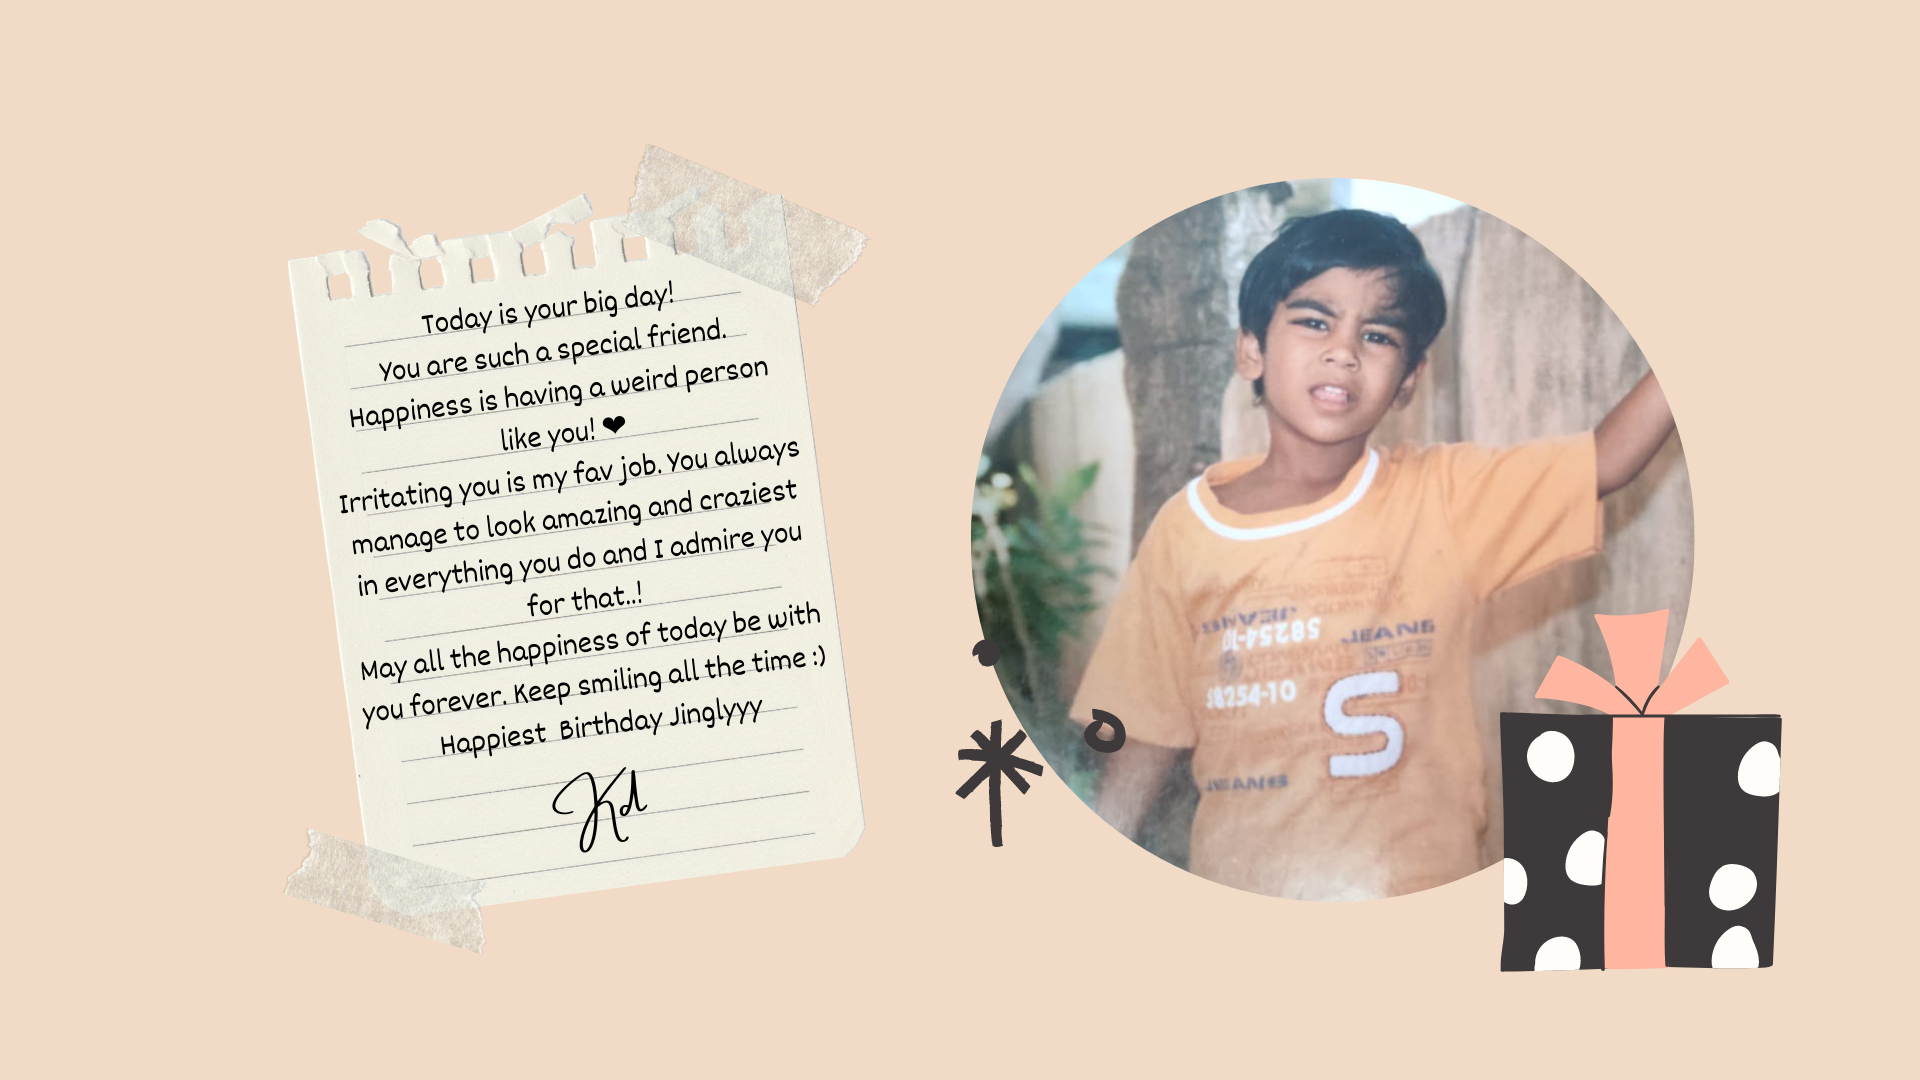 Today is your big day!
You are such a special friend.
Happiness is having a weird person
like you! ❤
Irritating you is my fav job. You always
manage to look amazing and craziest
in everything you do and I admire you
for that..!
May all the happiness of today be with
you forever. Keep smiling all the time :)
Happiest Birthday Jinglyyy
Kd
58254-10
JEANS
58254-10
S
JEANS